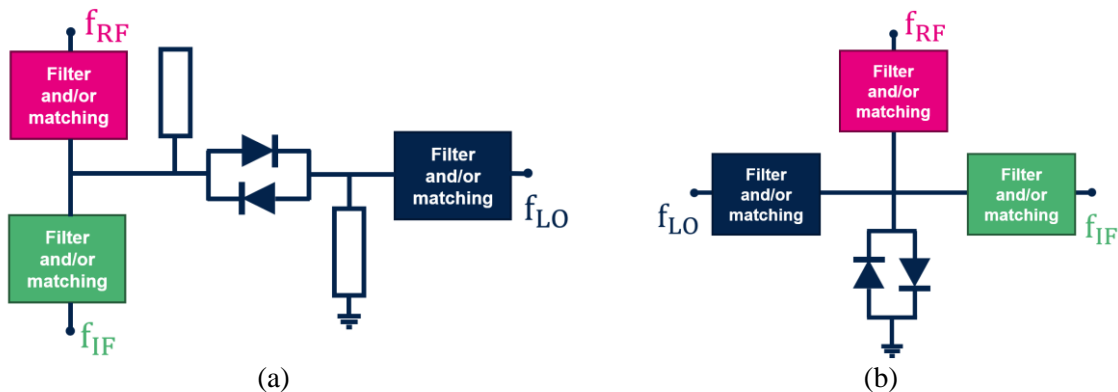 f_RF
Filter
and/or
matching
Filter
and/or
matching
f_LO
Filter
and/or
matching
f_IF
(a)
f_RF
Filter
and/or
matching
Filter
and/or
matching
f_LO
Filter
and/or
matching
f_IF
(b)